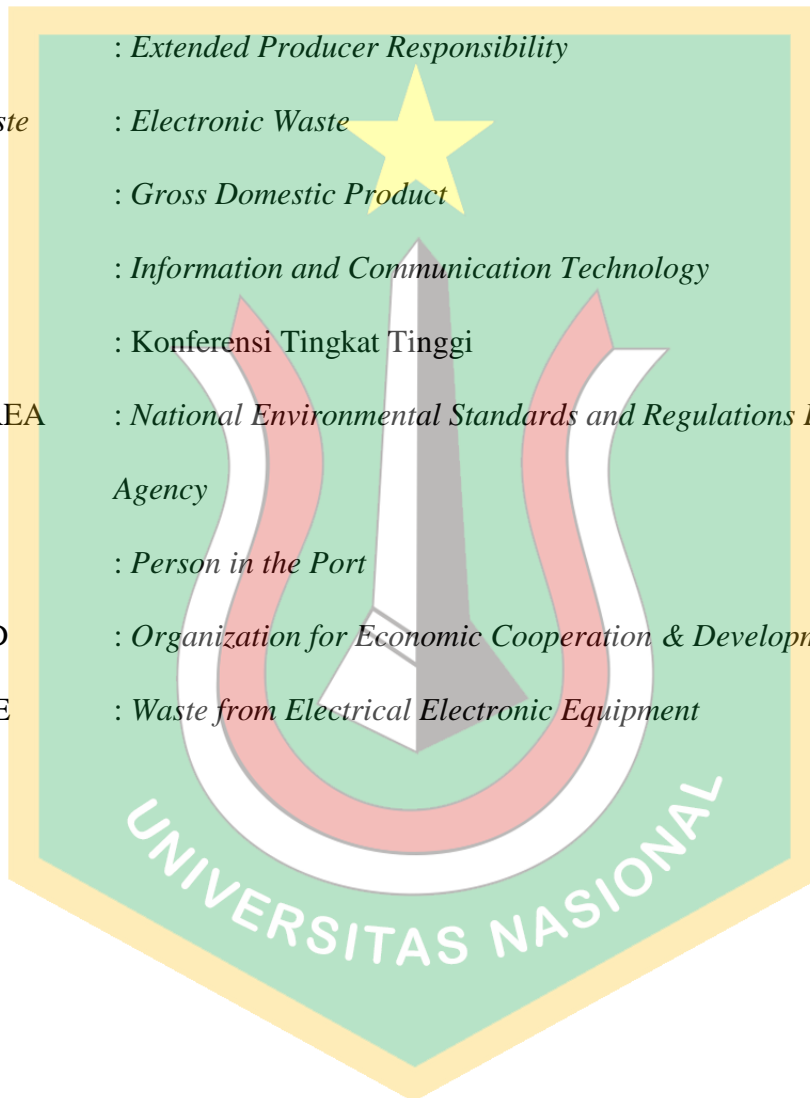 : Extended Producer Responsibility
ste : Electronic Waste
: Gross Domestic Product
: Information and Communication Technology
: Konferensi Tingkat Tinggi
REA : National Environmental Standards and Regulations
Agency
: Person in the Port
D : Organization for Economic Cooperation & Developm
E : Waste from Electrical Electronic Equipment
UNIVERSITAS NASIONAL